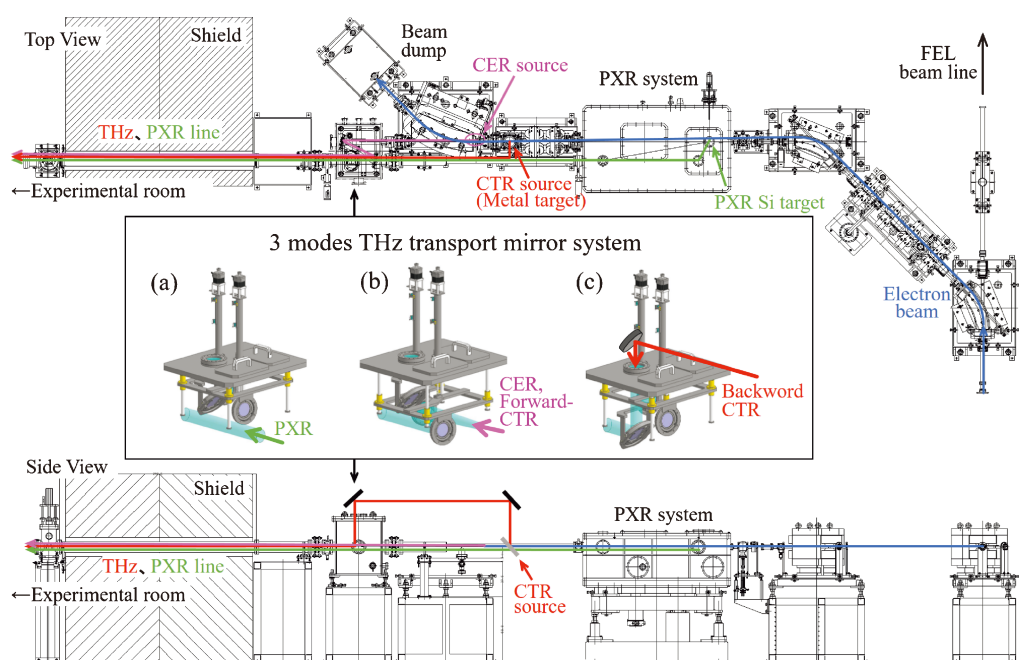 Top View
Shield
Beam
dump
CER source
PXR system
FEL
beam line
THz、PXR line
←Experimental room
CTR source
(Metal target)
PXR Si target
Electron
beam
3 modes THz transport mirror system
(a)
(b)
(c)
PXR
CER,
Forward-
CTR
Backword
CTR
Side View
Shield
PXR system
THz、PXR line
←Experimental room
CTR
source